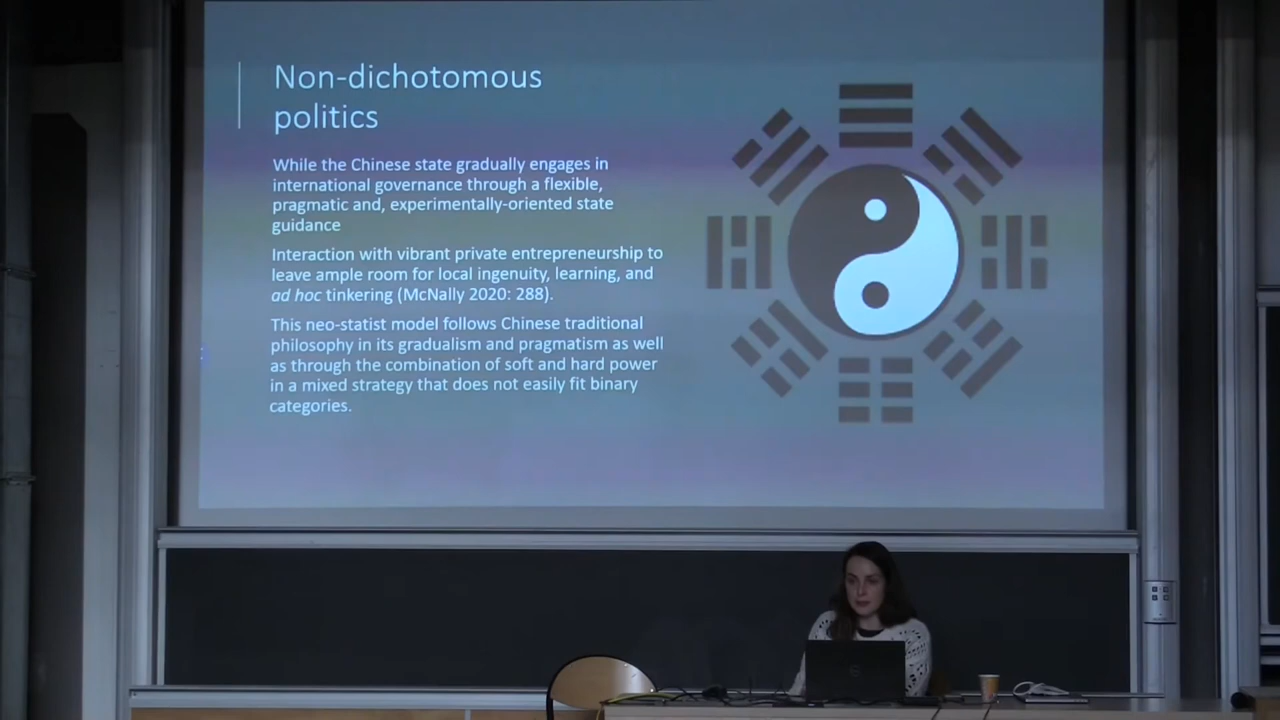 Non-dichotomous
politics
While the Chinese state gradually engages in
international governance through a flexible,
pragmatic and, experimentally-oriented state
guidance
Interaction with vibrant private entrepreneurship to
leave ample room for local ingenuity, learning, and
ad hoc tinkering (McNally 2020: 288).
This neo-statist model follows Chinese traditional
philosophy in its gradualism and pragmatism as well
as through the combination of soft and hard power
in a mixed strategy that does not easily fit binary
categories.